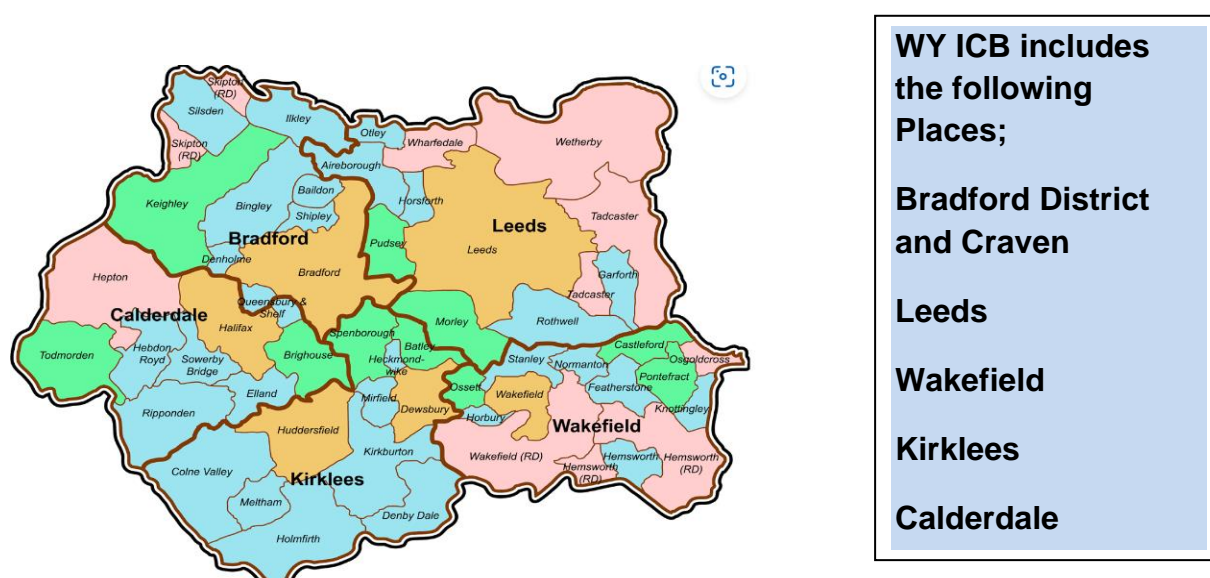 Skipton
(RD)
Silsden
Ilkley
Otley
Skipton
(RD)
Wharfedale
Wetherby
Aireborough
Baildon
Keighley
Bingley
Horsforth
Shipley
Tadcaster
Bradford
Pudsey
Leeds
Leeds
Denholme
Bradford
Hepton
Garforth
Tadcaster
Queensbury &
Shelf
Calderdale
Halifax
Morley
Rothwell
Spenborough
Todmorden
Hebdon
Royd
Sowerby
Bridge
Brighouse
Batley
Heckmond-
wike
Stanley
Castleford
Normanton
Osgoldcross
Pontefract
Elland
Mirfield
Ossett
Wakefield
Featherstone
Ripponden
Dewsbury
Horbury
Knottingley
Huddersfield
Wakefield
Kirkburton
Wakefield (RD)
Hemsworth
Hemsworth
(RD)
Hemsworth
(RD)
Colne Valley
Kirklees
Meltham
Denby Dale
Holmfirth
WY ICB includes
the following
Places;
Bradford District
and Craven
Leeds
Wakefield
Kirklees
Calderdale